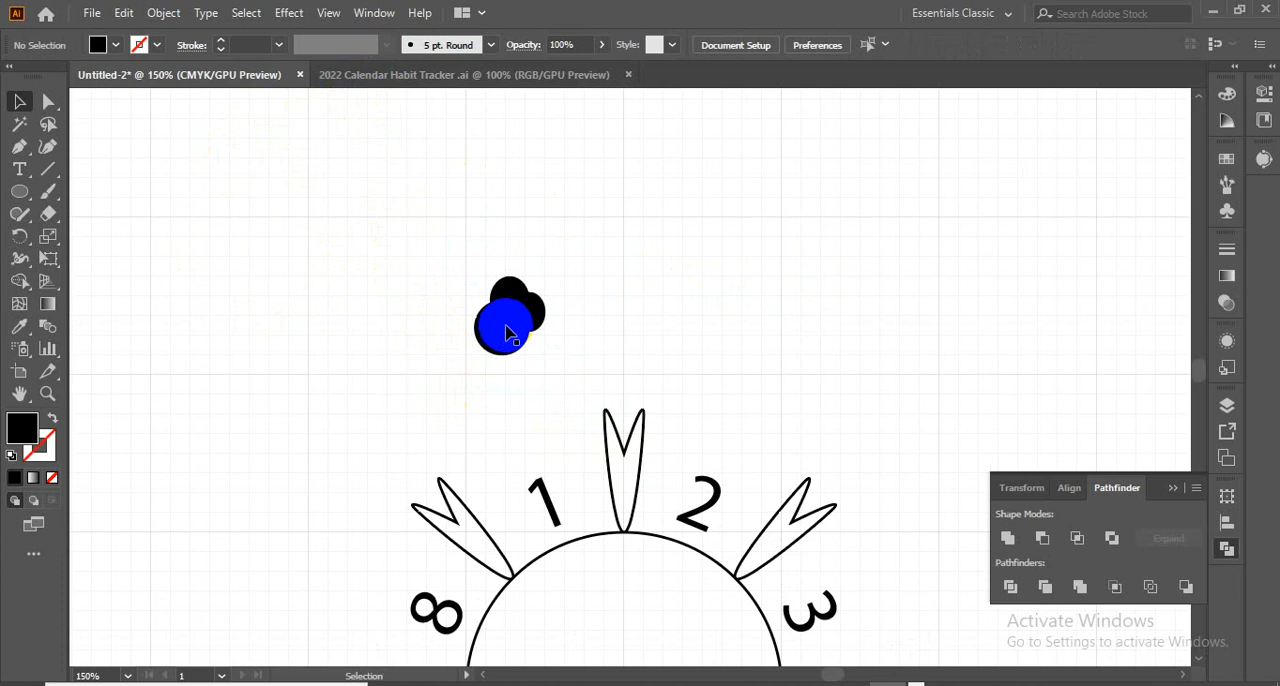 Ai File Edit Object Type Select Effect View Window Help Essentials Classic Search Adobe Stock
No Selection Stroke: 5 pt. Round Opacity: 100% Style: Document Setup Preferences
Untitled-2* @ 150% (CMYK/GPU Preview) × 2022 Calendar Habit Tracker .ai @ 100% (RGB/GPU Preview) ×
1 2
8 3
Transform Align Pathfinder
Shape Modes:
Expand
Pathfinders:
Activate Windows
Go to Settings to activate Windows.
150% 1 Selection